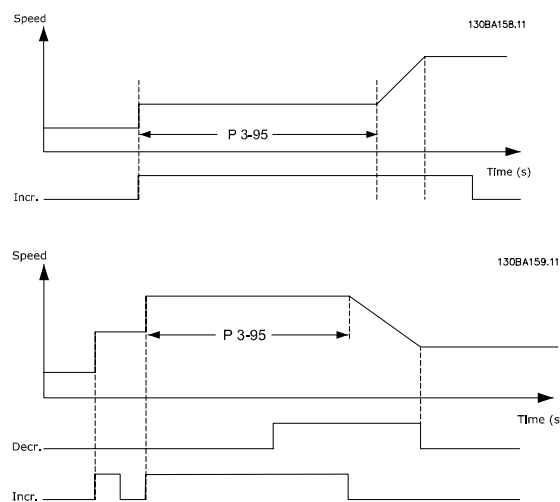 Speed
130BA158.11
P 3-95
Time (s)
Incr.
Speed
130BA159.11
P 3-95
Time (s
Decr.
Incr.